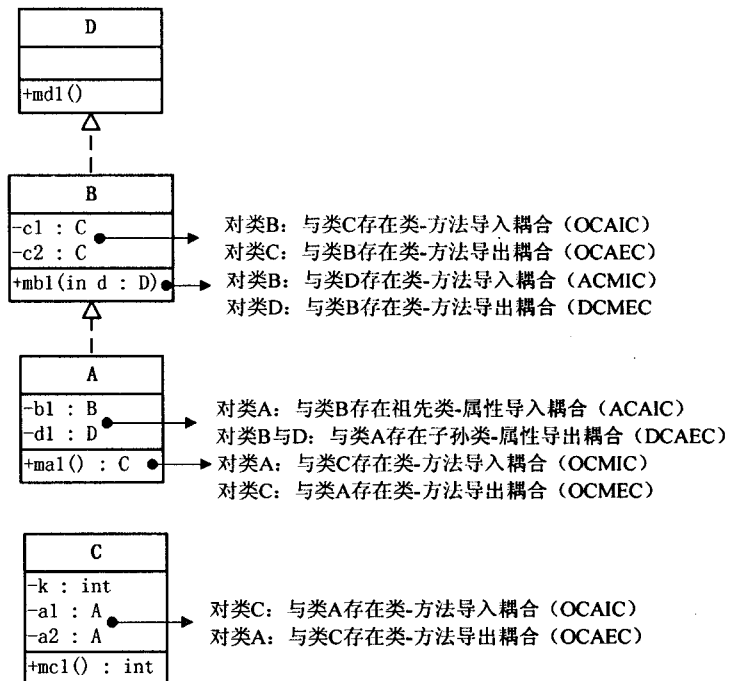 D
+md1()
B
-c1 : C
-c2 : C
+mb1(in d : D)
对类B：与类C存在类-方法导入耦合（OCAIC）
对类C：与类B存在类-方法导出耦合（OCAEC）
对类B：与类D存在类-方法导入耦合（ACMIC）
对类D：与类B存在类-方法导出耦合（DCMEC
A
-b1 : B
-d1 : D
+ma1() : C
对类A：与类B存在祖先类-属性导入耦合（ACAIC）
对类B与D：与类A存在子孙类-属性导出耦合（DCAEC）
对类A：与类C存在类-方法导入耦合（OCMIC）
对类C：与类A存在类-方法导出耦合（OCMEC）
C
-k : int
-a1 : A
-a2 : A
+mc1() : int
对类C：与类A存在类-方法导入耦合（OCAIC）
对类A：与类C存在类-方法导出耦合（OCAEC）